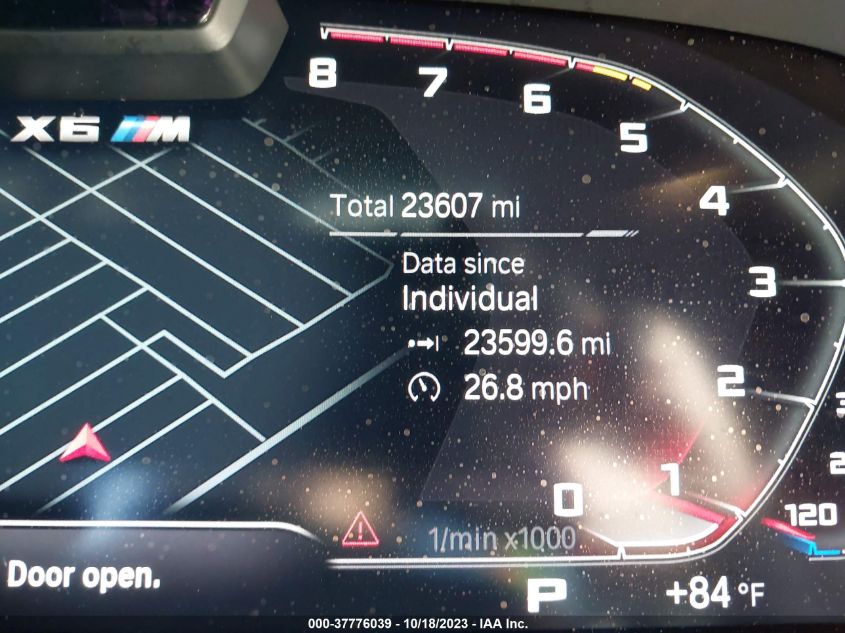 8
7
6
5
4
3
2
1
0
X6 M
Total 23607 mi
Data since
Individual
23599.6 mi
26.8 mph
1/min x1000
120
Door open.
P
+84 °F
000-37776039 - 10/18/2023 - IAA Inc.